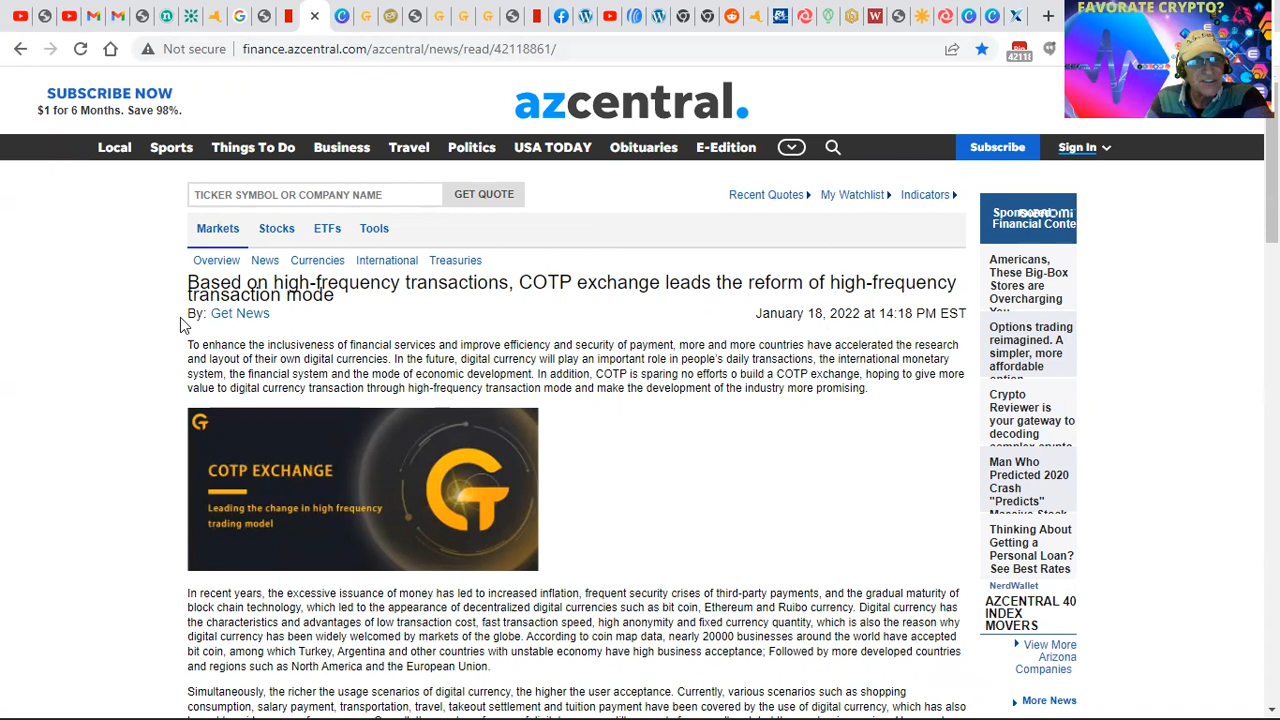 FAVORATE CRYPTO?
Not secure finance.azcentral.com/azcentral/news/read/42118861/
SUBSCRIBE NOW
$1 for 6 Months. Save 98%.
azcentral.
Local Sports Things To Do Business Travel Politics USA TODAY Obituaries E-Edition Subscribe Sign In
TICKER SYMBOL OR COMPANY NAME GET QUOTE Recent Quotes My Watchlist Indicators
Markets Stocks ETFs Tools
Overview News Currencies International Treasuries
Based on high-frequency transactions, COTP exchange leads the reform of high-frequency
transaction mode
By: Get News January 18, 2022 at 14:18 PM EST
To enhance the inclusiveness of financial services and improve efficiency and security of payment, more and more countries have accelerated the research
and layout of their own digital currencies. In the future, digital currency will play an important role in people's daily transactions, the international monetary
system, the financial system and the mode of economic development. In addition, COTP is sparing no efforts o build a COTP exchange, hoping to give more
value to digital currency transaction through high-frequency transaction mode and make the development of the industry more promising.
COTP EXCHANGE
Leading the change in high frequency
trading model
In recent years, the excessive issuance of money has led to increased inflation, frequent security crises of third-party payments, and the gradual maturity of
block chain technology, which led to the appearance of decentralized digital currencies such as bit coin, Ethereum and Ruibo currency. Digital currency has
the characteristics and advantages of low transaction cost, fast transaction speed, high anonymity and fixed currency quantity, which is also the reason why
digital currency has been widely welcomed by markets of the globe. According to coin map data, nearly 20000 businesses around the world have accepted
bit coin, among which Turkey, Argentina and other countries with unstable economy have high business acceptance; Followed by more developed countries
and regions such as North America and the European Union.
Simultaneously, the richer the usage scenarios of digital currency, the higher the user acceptance. Currently, various scenarios such as shopping
consumption, salary payment, transportation, travel, takeout settlement and tuition payment have been covered by the use of digital currency, which has also
Sponsored
Financial Conte
Americans,
These Big-Box
Stores are
Overcharging
Options trading
reimagined. A
simpler, more
affordable
option
Crypto
Reviewer is
your gateway to
decoding
complex crypto
Man Who
Predicted 2020
Crash
"Predicts"
Massive Stock
Thinking About
Getting a
Personal Loan?
See Best Rates
NerdWallet
AZCENTRAL 40
INDEX
MOVERS
View More
Arizona
Companies
More News